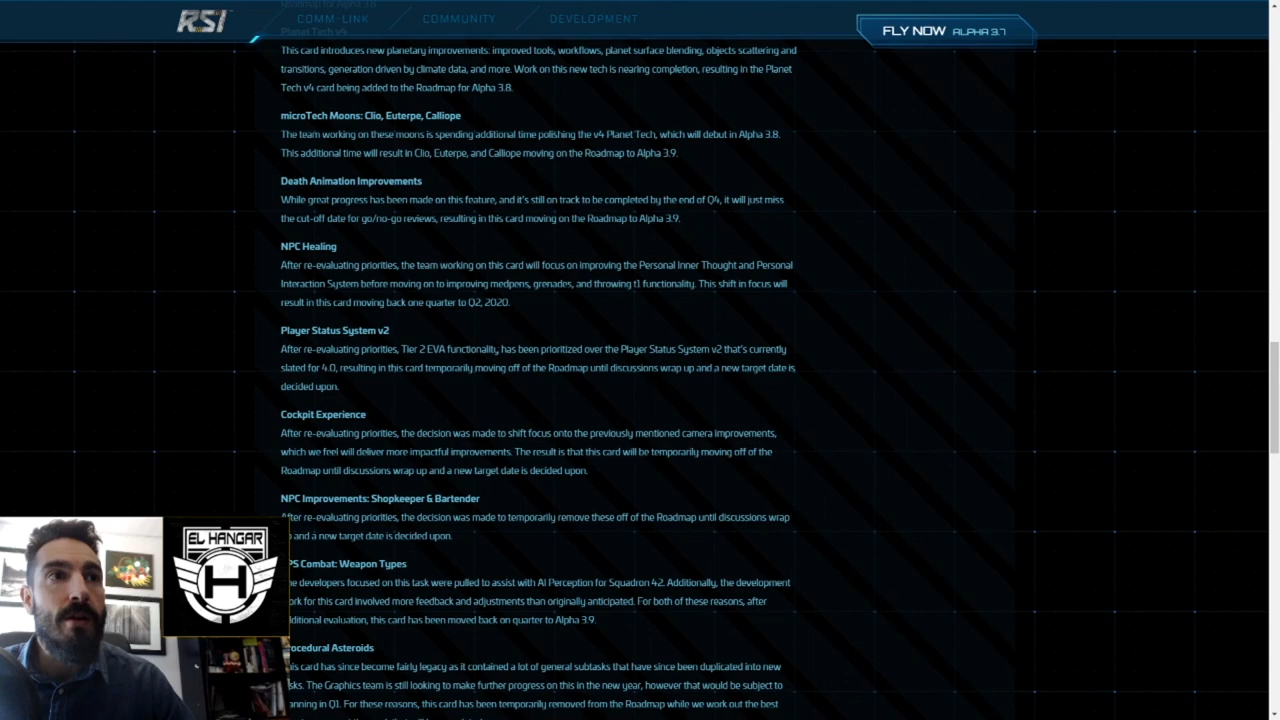 Roadmap for Alpha 3.8
RSI
COMM-LINK
COMMUNITY
DEVELOPMENT
FLY NOW ALPHA 3.7
Planet Tech v4
This card introduces new planetary improvements: improved tools, workflows, planet surface blending, objects scattering and
transitions, generation driven by climate data, and more. Work on this new tech is nearing completion, resulting in the Planet
Tech v4 card being added to the Roadmap for Alpha 3.8.
microTech Moons: Clio, Euterpe, Calliope
The team working on these moons is spending additional time polishing the v4 Planet Tech, which will debut in Alpha 3.8.
This additional time will result in Clio, Euterpe, and Calliope moving on the Roadmap to Alpha 3.9.
Death Animation Improvements
While great progress has been made on this feature, and it's still on track to be completed by the end of Q4, it will just miss
the cut-off date for go/no-go reviews, resulting in this card moving on the Roadmap to Alpha 3.9.
NPC Healing
After re-evaluating priorities, the team working on this card will focus on improving the Personal Inner Thought and Personal
Interaction System before moving on to improving medpens, grenades, and throwing t1 functionality. This shift in focus will
result in this card moving back one quarter to Q2, 2020.
Player Status System v2
After re-evaluating priorities, Tier 2 EVA functionality, has been prioritized over the Player Status System v2 that's currently
slated for 4.0, resulting in this card temporarily moving off of the Roadmap until discussions wrap up and a new target date is
decided upon.
Cockpit Experience
After re-evaluating priorities, the decision was made to shift focus onto the previously mentioned camera improvements,
which we feel will deliver more impactful improvements. The result is that this card will be temporarily moving off of the
Roadmap until discussions wrap up and a new target date is decided upon.
NPC Improvements: Shopkeeper & Bartender
After re-evaluating priorities, the decision was made to temporarily remove these off of the Roadmap until discussions wrap
p and a new target date is decided upon.
PS Combat: Weapon Types
he developers focused on this task were pulled to assist with AI Perception for Squadron 42. Additionally, the development
ork for this card involved more feedback and adjustments than originally anticipated. For both of these reasons, after
dditional evaluation, this card has been moved back on quarter to Alpha 3.9.
rocedural Asteroids
is card has since become fairly legacy as it contained a lot of general subtasks that have since been duplicated into new
sks. The Graphics team is still looking to make further progress on this in the new year, however that would be subject to
anning in Q1. For these reasons, this card has been temporarily removed from the Roadmap while we work out the best
EL HANGAR
H